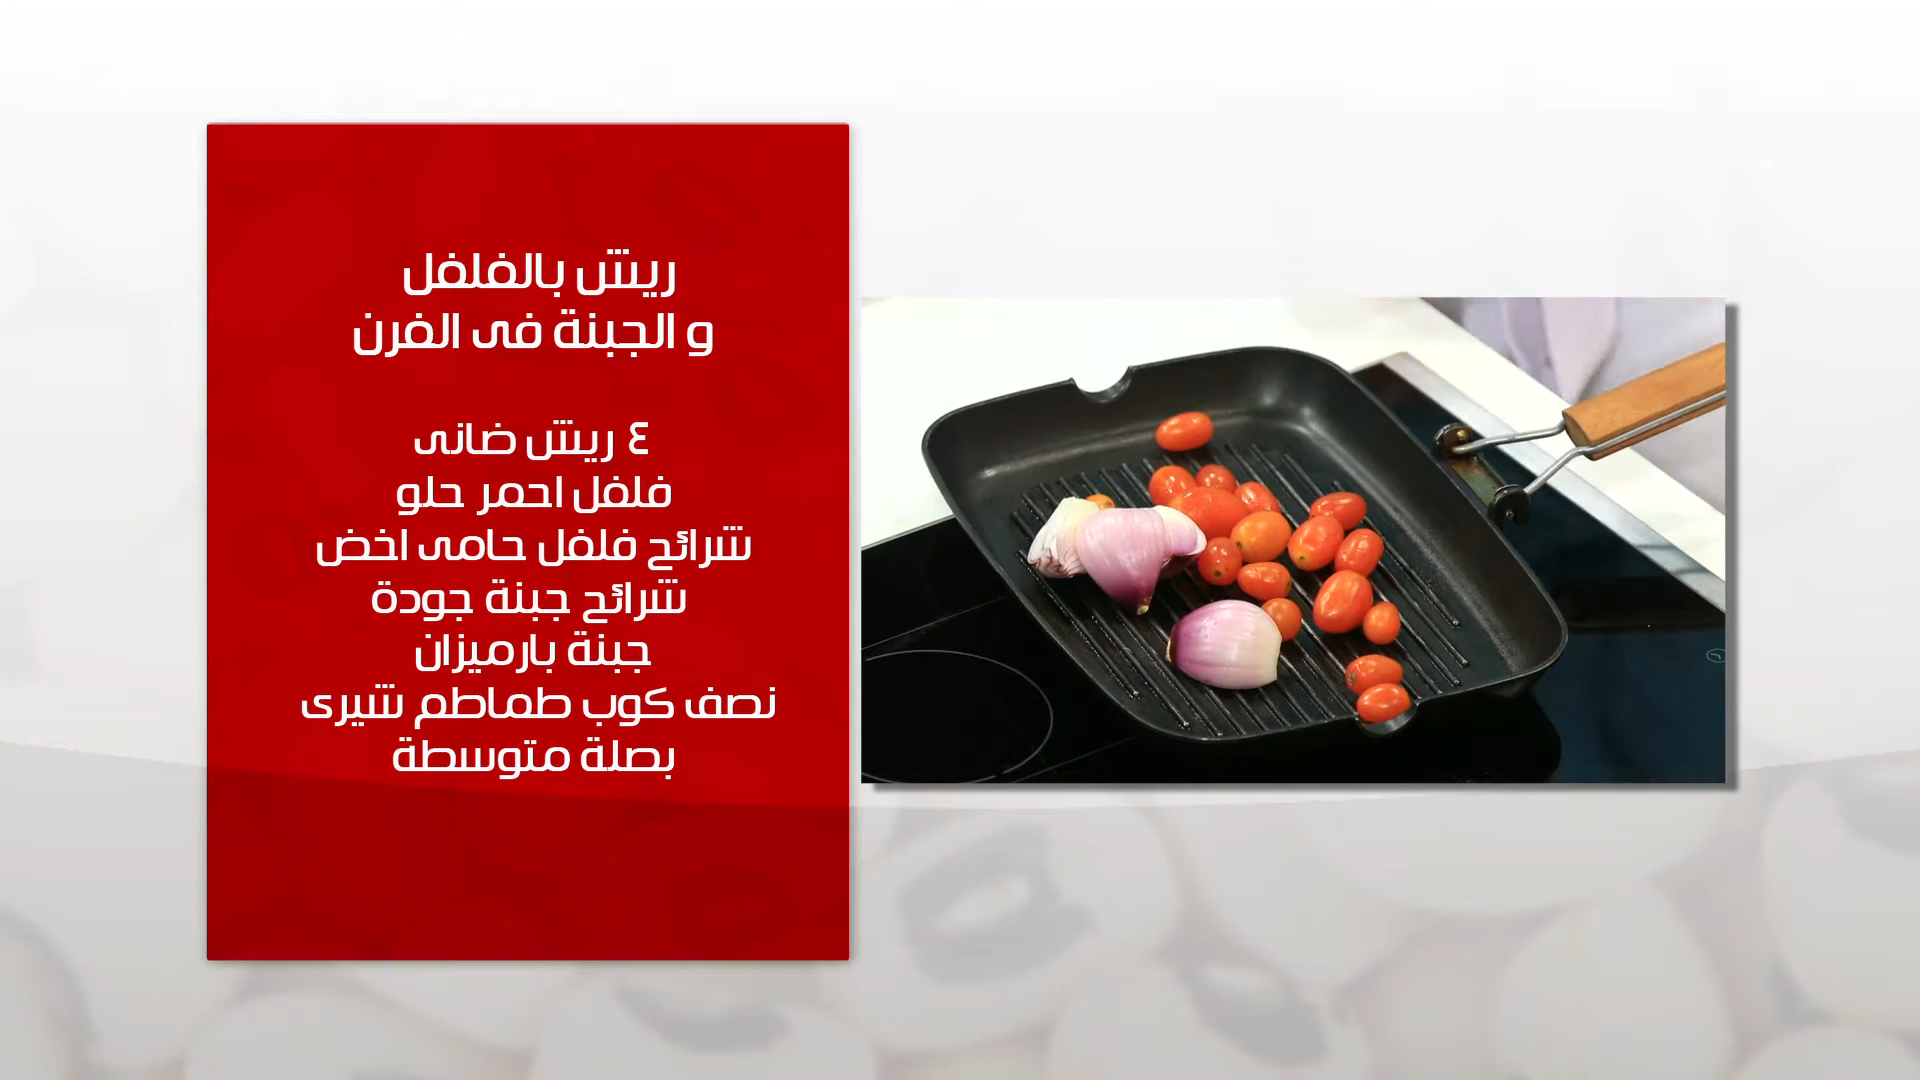 ريش بالفلفل
و الجبنة فى الفرن
٤ ريش ضانى
فلفل احمر حلو
شرائح فلفل حامى اخض
شرائح جبنة جودة
جبنة بارميزان
نصف كوب طماطم شيرى
بصلة متوسطة